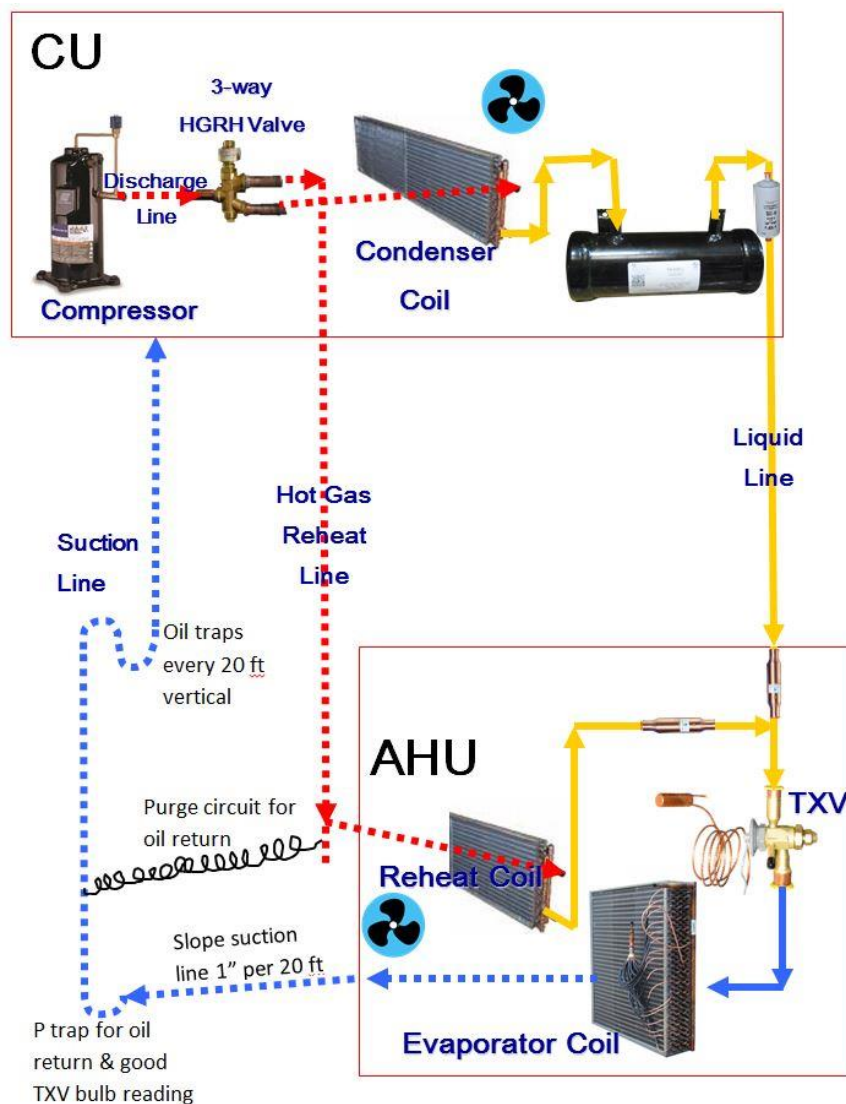 CU
3-way
HGRH Valve
Discharge
Line
Compressor
Condenser
Coil
Liquid
Line
Hot Gas
Reheat
Line
Suction
Line
Oil traps
every 20 ft
vertical
AHU
TXV
Purge circuit for
oil return
Reheat Coil
Slope suction
line 1” per 20 ft
Evaporator Coil
P trap for oil
return & good
TXV bulb reading